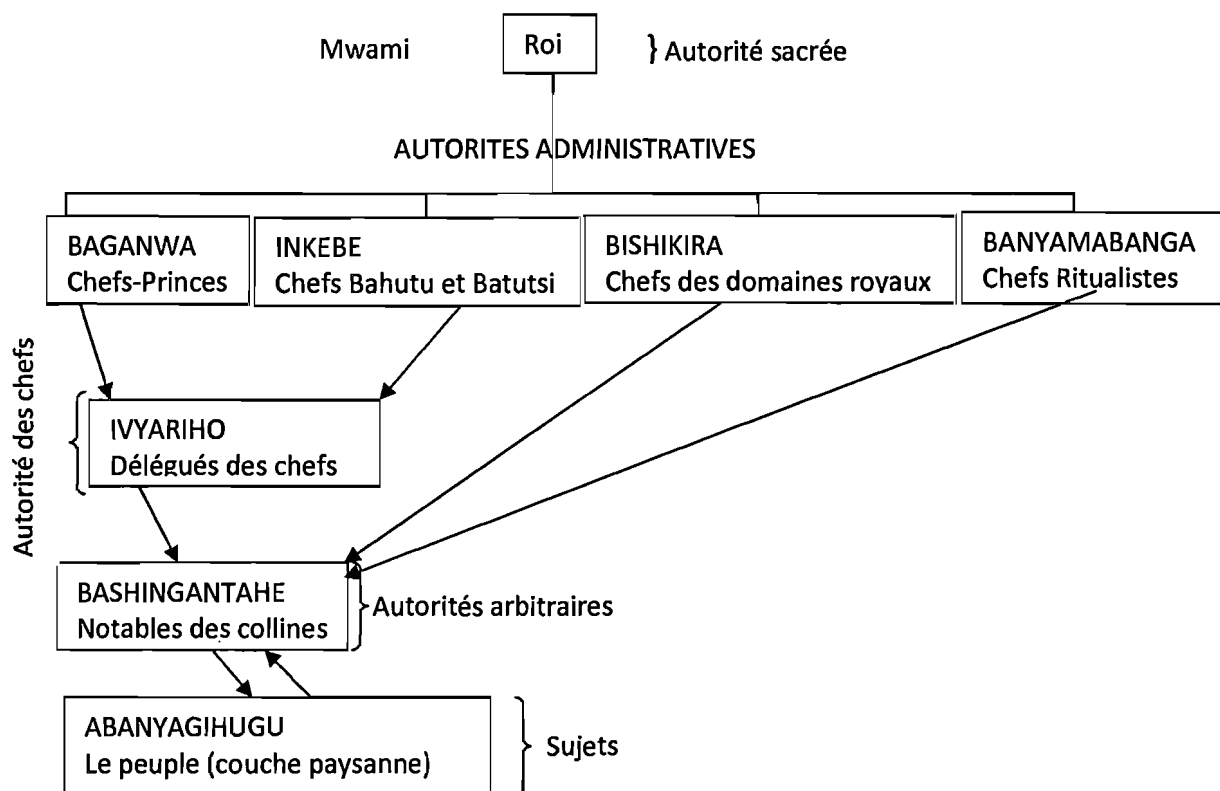 Mwami
Roi
} Autorité sacrée
AUTORITES ADMINISTRATIVES
BAGANWA
Chefs-Princes
INKEBE
Chefs Bahutu et Batutsi
BISHIKIRA
Chefs des domaines royaux
BANYAMABANGA
Chefs Ritualistes
Autorité des chefs
IVYARIHO
Délégués des chefs
BASHINGANTAHE
Notables des collines
Autorités arbitraires
ABANYAGIHUGU
Le peuple (couche paysanne)
Sujets